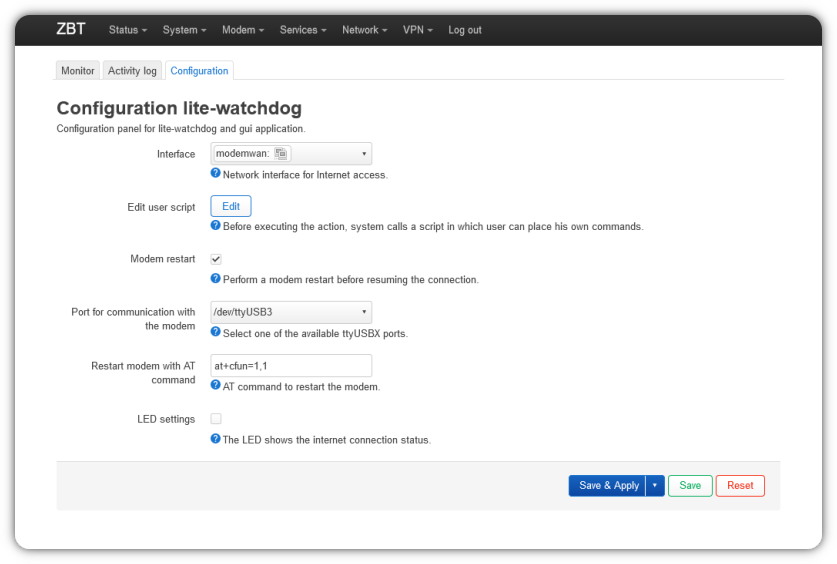 ZBT Status System Modem Services Network VPN Log out
Monitor Activity log Configuration
Configuration lite-watchdog
Configuration panel for lite-watchdog and gui application.
Interface modemwan:
Network interface for Internet access.
Edit user script Edit
Before executing the action, system calls a script in which user can place his own commands.
Modem restart
Perform a modem restart before resuming the connection.
Port for communication with
the modem
/dev/ttyUSB3
Select one of the available ttyUSBX ports.
Restart modem with AT
command
at+cfun=1,1
AT command to restart the modem.
LED settings
The LED shows the internet connection status.
Save & Apply Save Reset